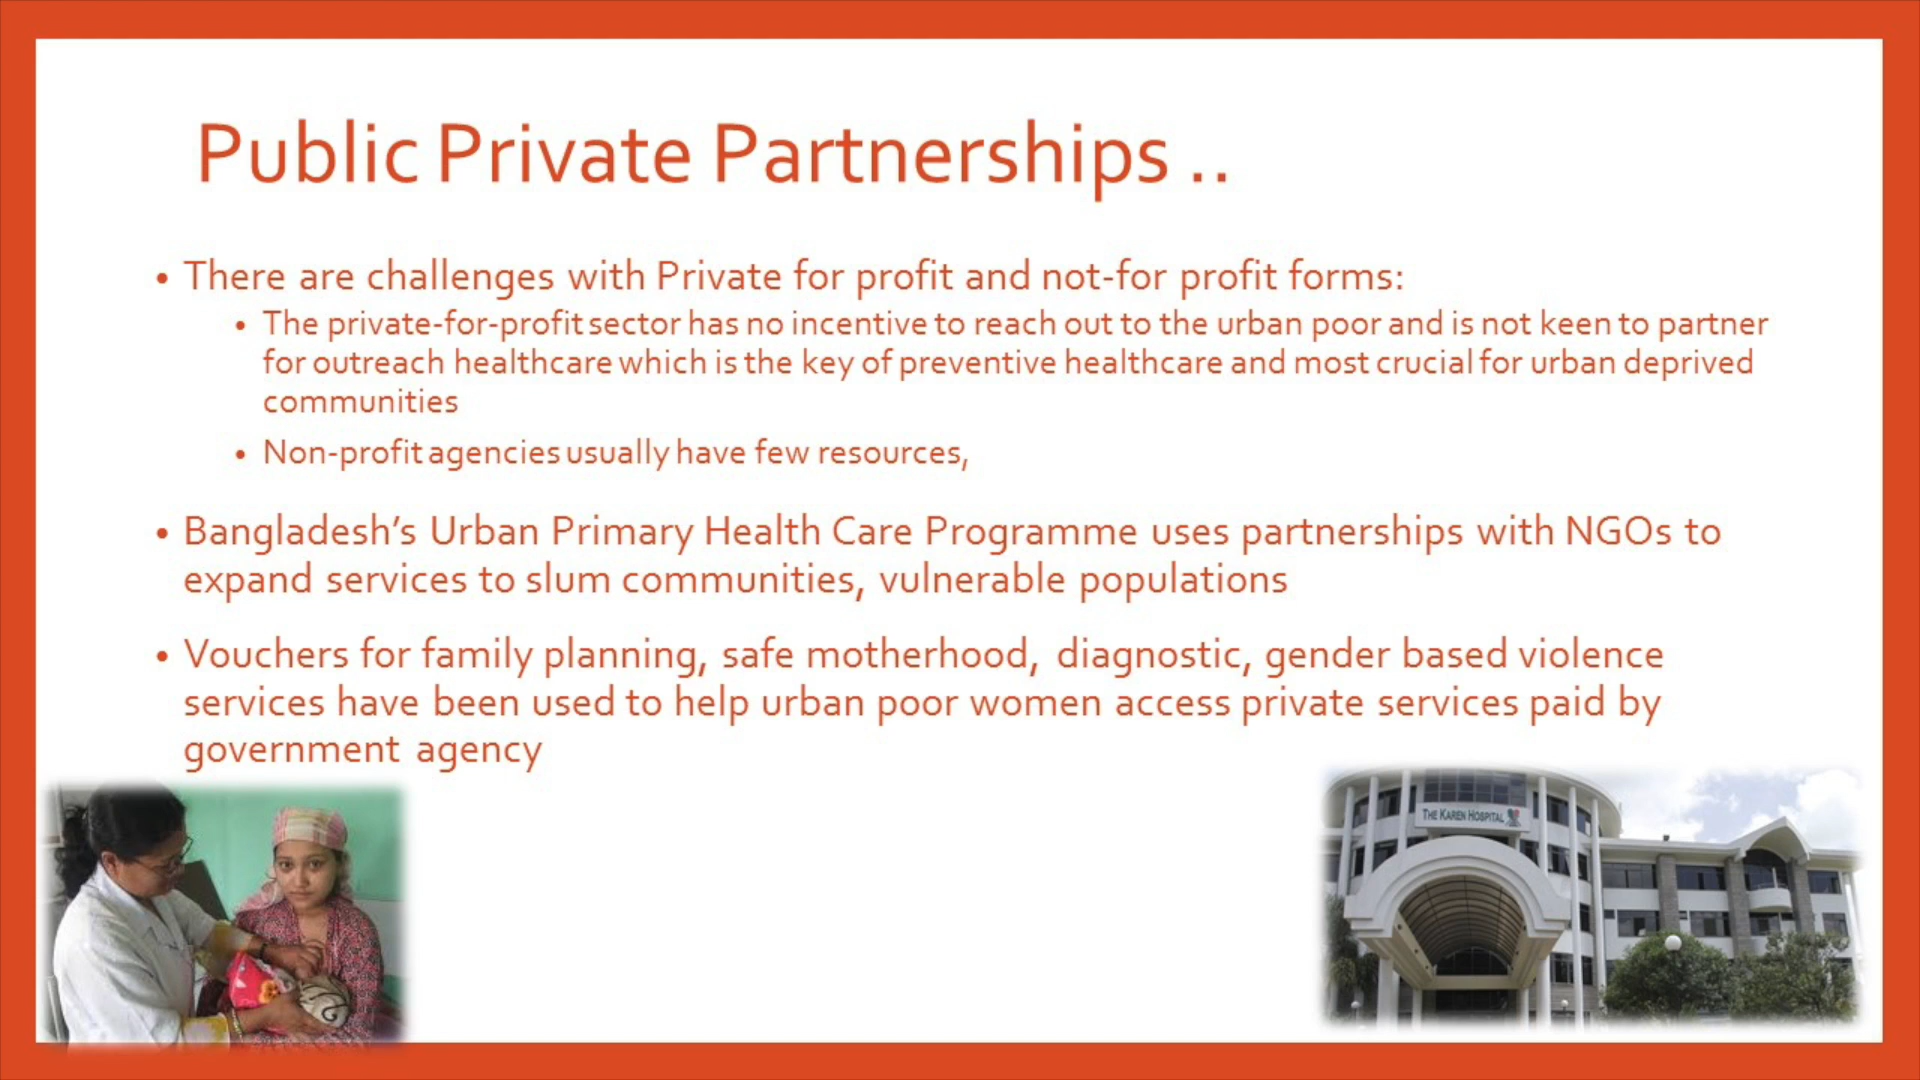 Public Private Partnerships ..
• There are challenges with Private for profit and not-for profit forms:
• The private-for-profit sector has no incentive to reach out to the urban poor and is not keen to partner
for outreach healthcare which is the key of preventive healthcare and most crucial for urban deprived
communities
• Non-profit agencies usually have few resources,
• Bangladesh’s Urban Primary Health Care Programme uses partnerships with NGOs to
expand services to slum communities, vulnerable populations
• Vouchers for family planning, safe motherhood, diagnostic, gender based violence
services have been used to help urban poor women access private services paid by
government agency
THE KAREN HOSPITAL